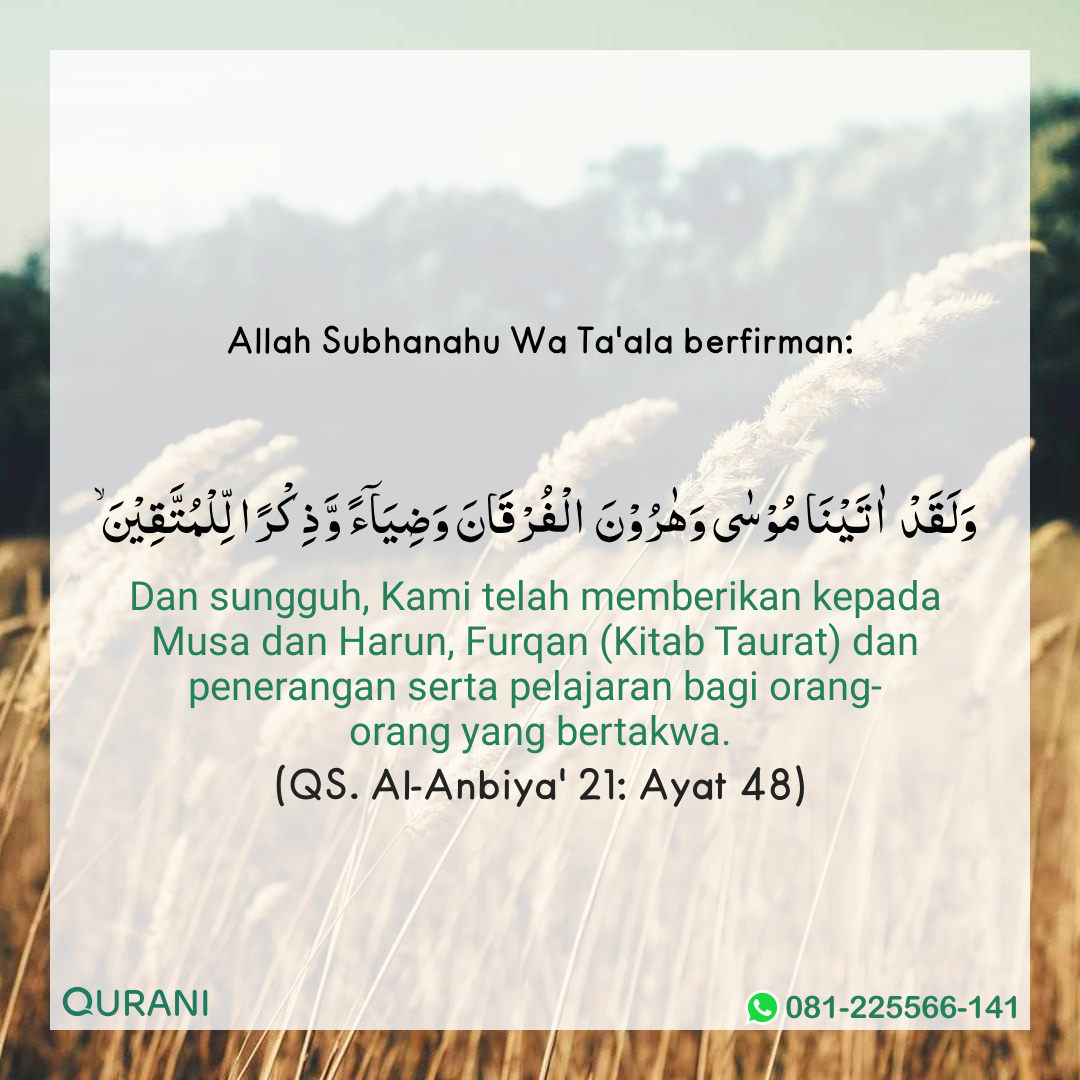 Allah Subhanahu Wa Ta'ala berfirman:
وَلَقَدْ اٰتَيْنَا مُوْسٰى وَهٰرُوْنَ الْفُرْقَانَ وَضِيَاۤءً وَّذِكْرًا لِّلْمُتَّقِيْنَ ۙ
Dan sungguh, Kami telah memberikan kepada
Musa dan Harun, Furqan (Kitab Taurat) dan
penerangan serta pelajaran bagi orang-
orang yang bertakwa.
(QS. Al-Anbiya' 21: Ayat 48)
QURANI
081-225566-141